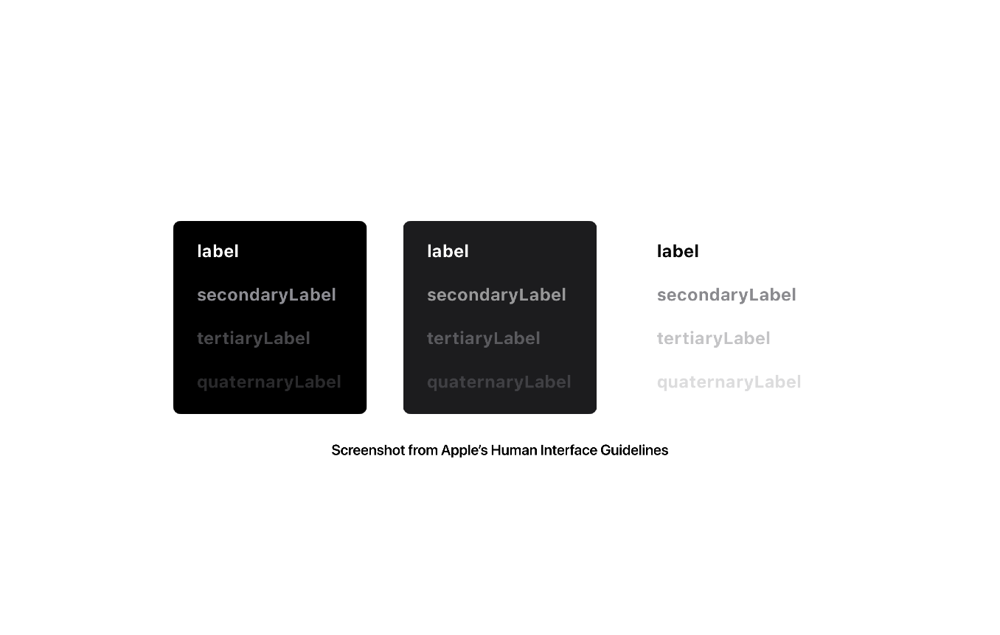 label
secondaryLabel
tertiaryLabel
quaternaryLabel
label
secondaryLabel
tertiaryLabel
quaternaryLabel
label
secondaryLabel
tertiaryLabel
quaternaryLabel
Screenshot from Apple’s Human Interface Guidelines